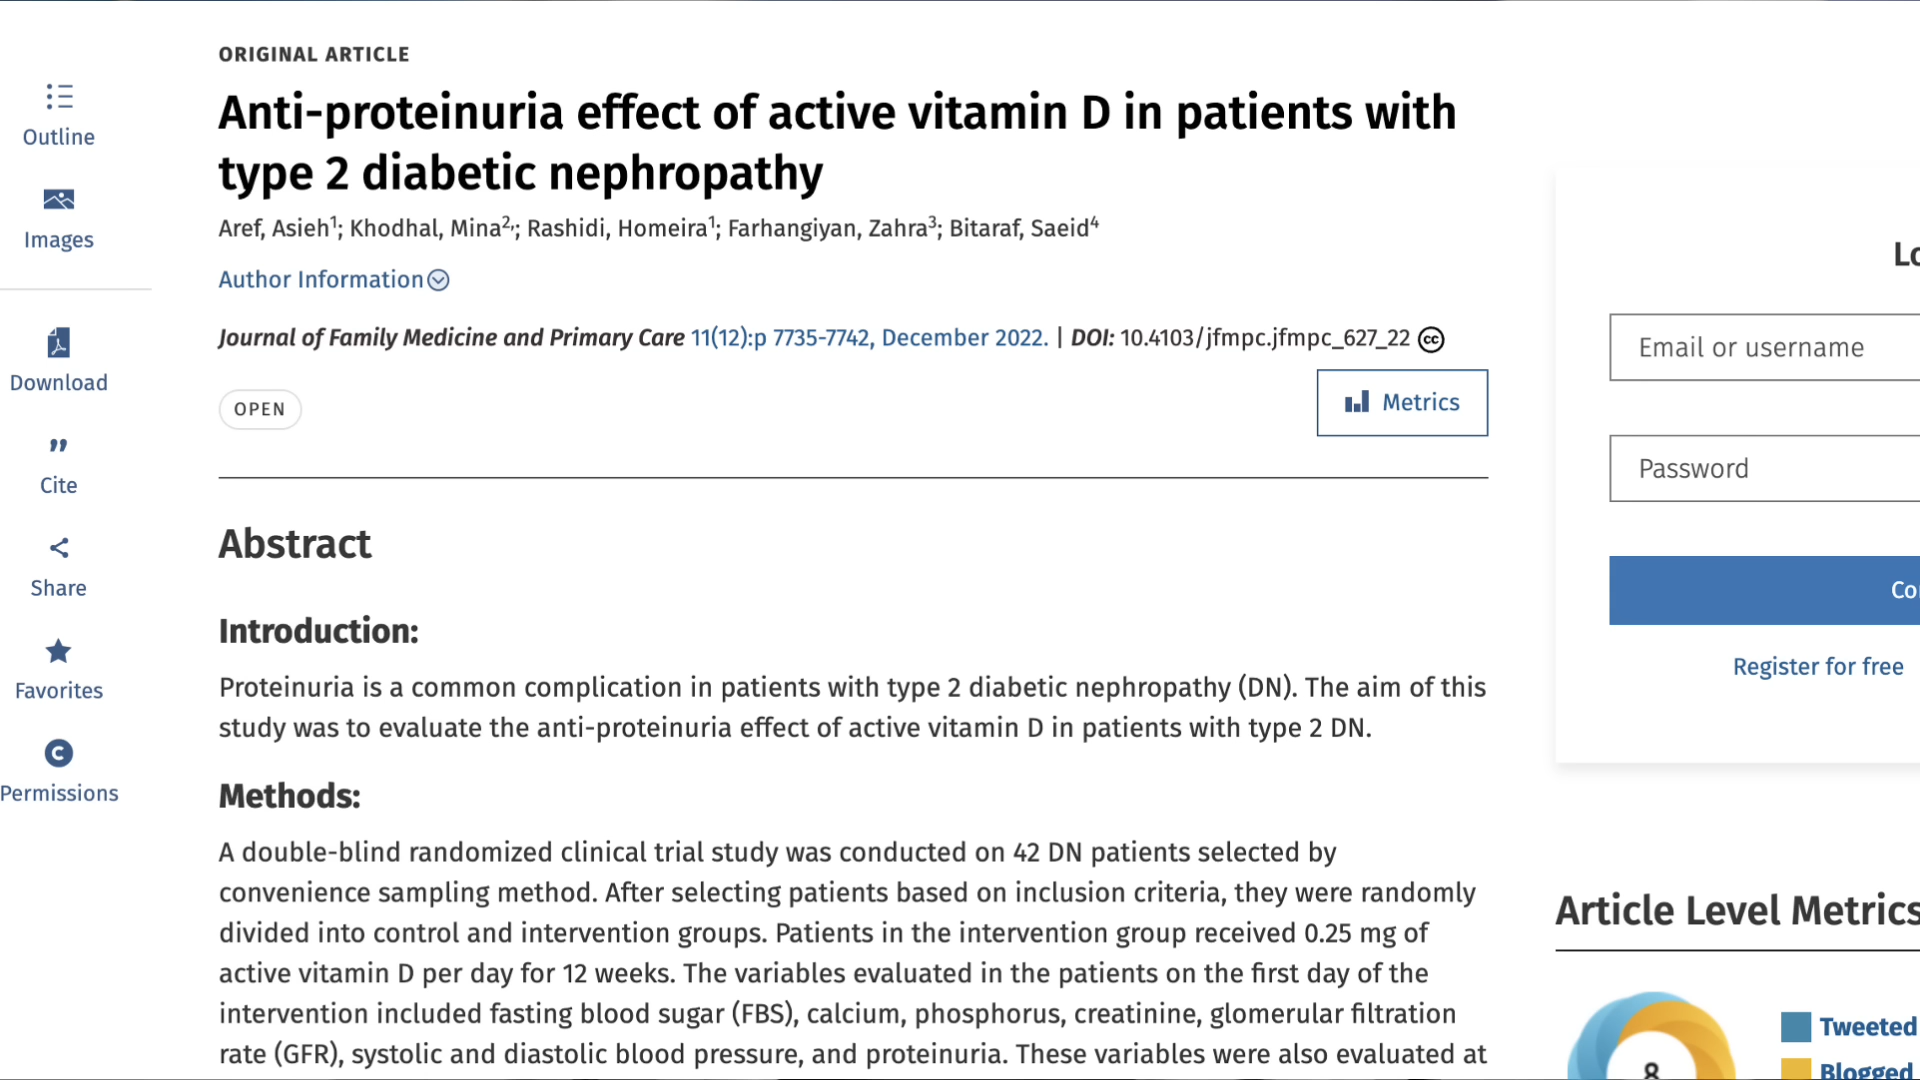 ORIGINAL ARTICLE
Anti-proteinuria effect of active vitamin D in patients with
type 2 diabetic nephropathy
Aref, Asieh1; Khodhal, Mina2,; Rashidi, Homeira1; Farhangiyan, Zahra3; Bitaraf, Saeid4
Author Information
Journal of Family Medicine and Primary Care 11(12):p 7735-7742, December 2022. | DOI: 10.4103/jfmpc.jfmpc_627_22 cc
OPEN
Metrics
Abstract
Introduction:
Proteinuria is a common complication in patients with type 2 diabetic nephropathy (DN). The aim of this
study was to evaluate the anti-proteinuria effect of active vitamin D in patients with type 2 DN.
Methods:
A double-blind randomized clinical trial study was conducted on 42 DN patients selected by
convenience sampling method. After selecting patients based on inclusion criteria, they were randomly
divided into control and intervention groups. Patients in the intervention group received 0.25 mg of
active vitamin D per day for 12 weeks. The variables evaluated in the patients on the first day of the
intervention included fasting blood sugar (FBS), calcium, phosphorus, creatinine, glomerular filtration
rate (GFR), systolic and diastolic blood pressure, and proteinuria. These variables were also evaluated at
Outline
Images
Download
Cite
Share
Favorites
C
Permissions
Lo
Email or username
Password
Co
Register for free
Article Level Metrics
8
Tweeted
Blogged